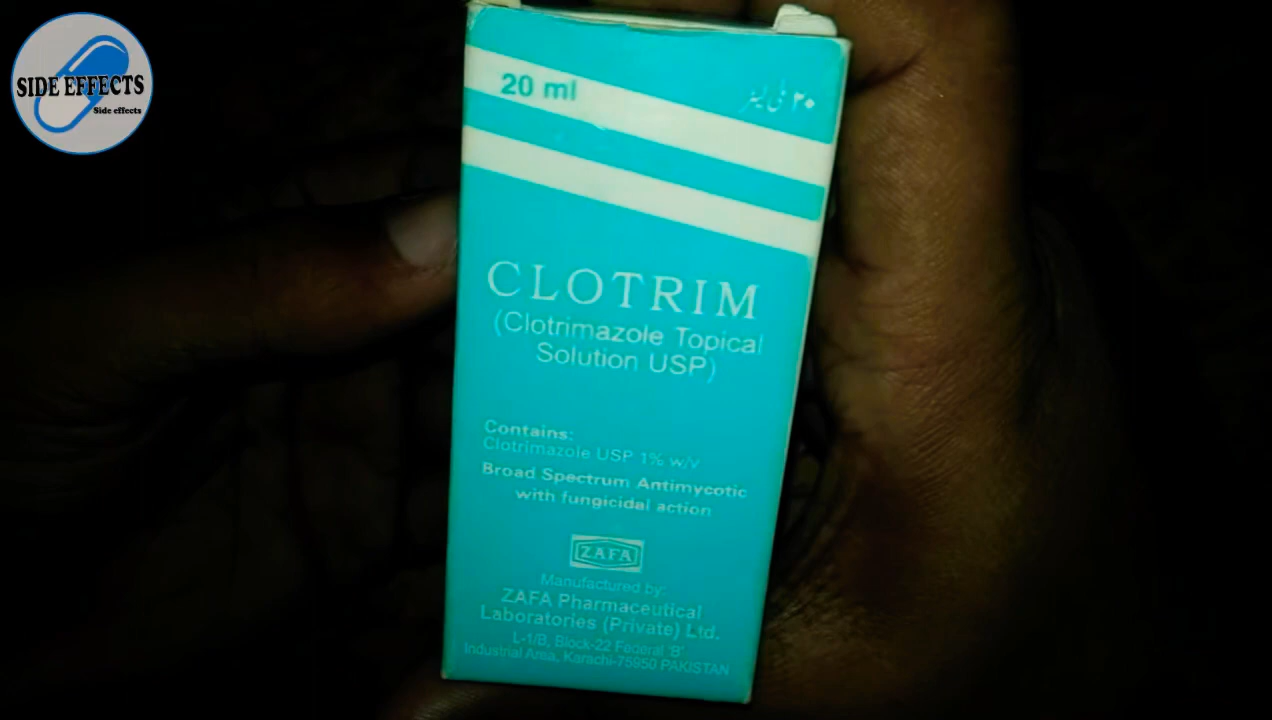 SIDE EFFECTS
Side effects
20 ml
۲۰ ملی لیٹر
CLOTRIM
(Clotrimazole Topical
Solution USP)
Contains:
Clotrimazole USP 1% w/v
Broad Spectrum Antimycotic
with fungicidal action
ZAFA
Manufactured by:
ZAFA Pharmaceutical
Laboratories (Private) Ltd.
L-1/B, Block-22 Federal 'B'
Industrial Area, Karachi-75950 PAKISTAN